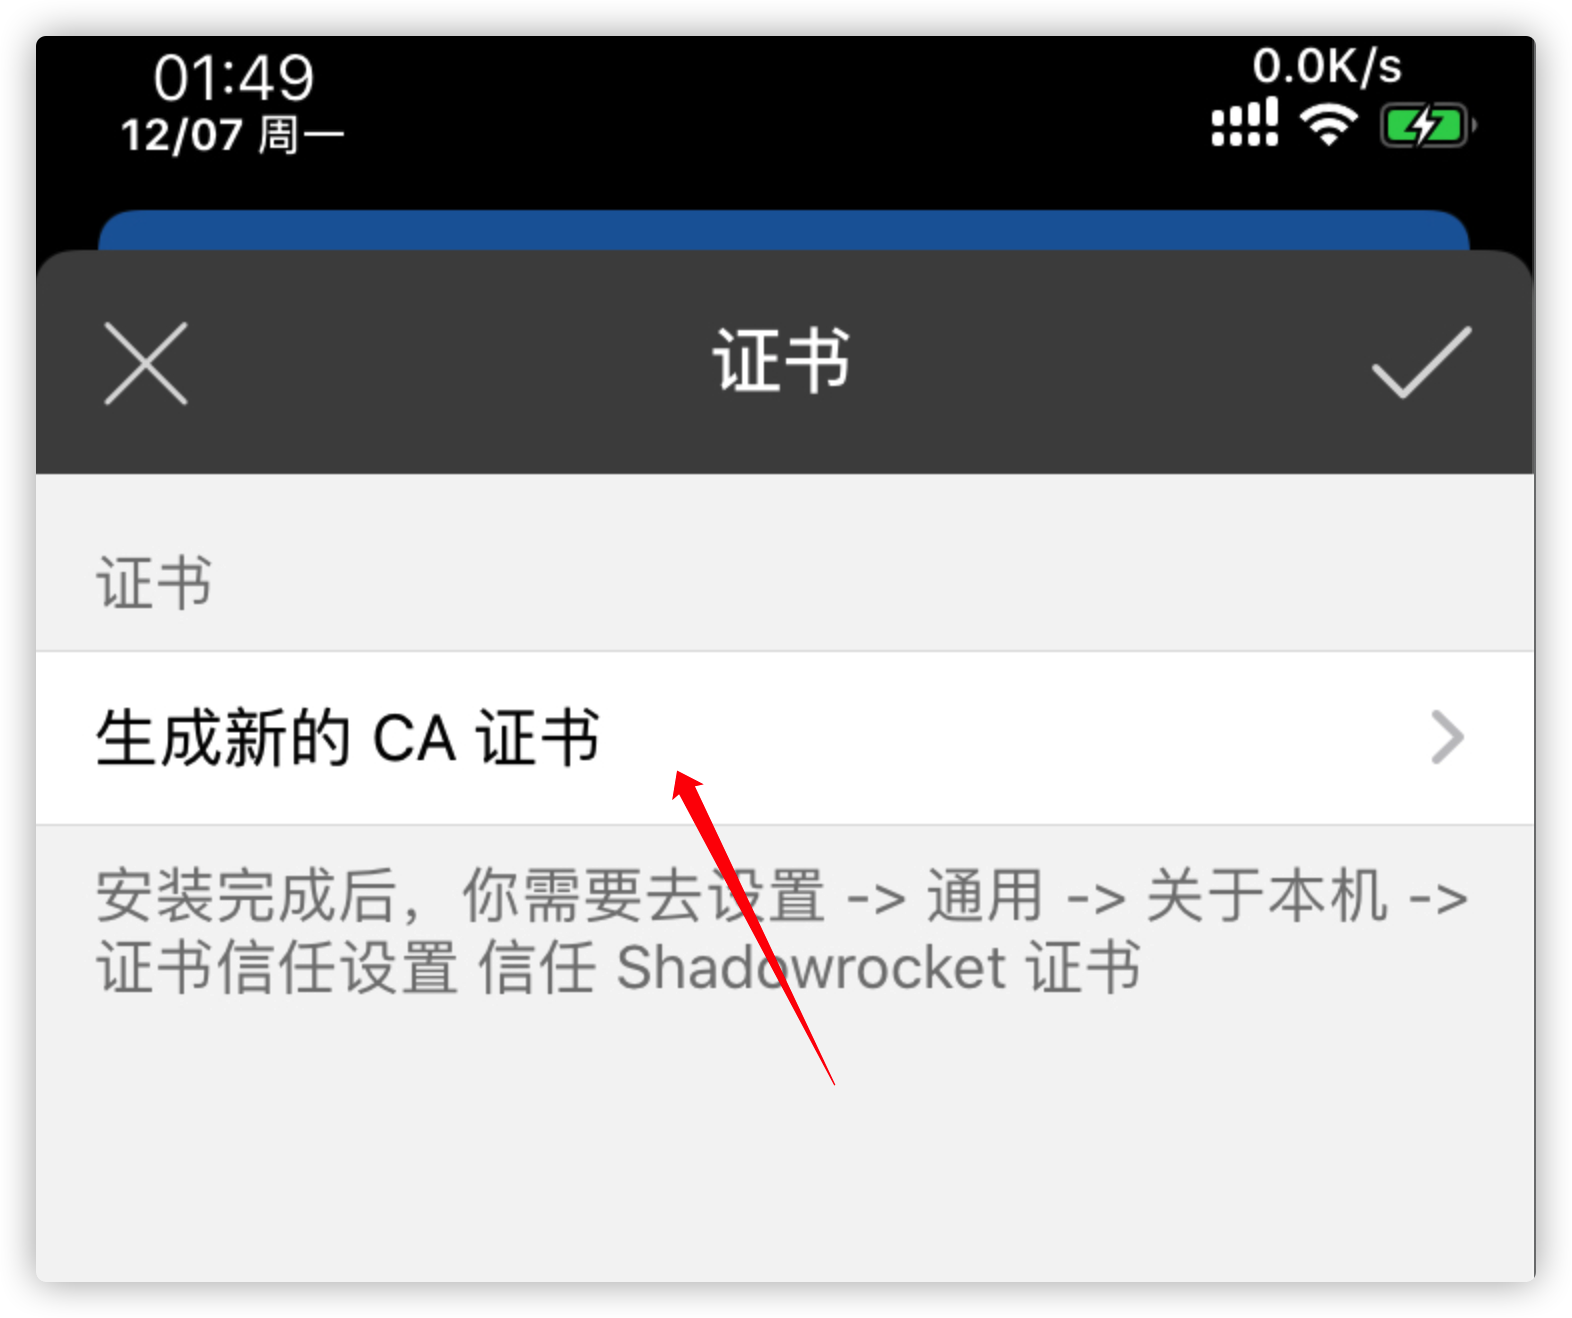 01:49
0.0K/s
12/07 周一
证书
证书
生成新的 CA 证书
安装完成后，你需要去设置 -> 通用 -> 关于本机 ->
证书信任设置 信任 Shadowrocket 证书